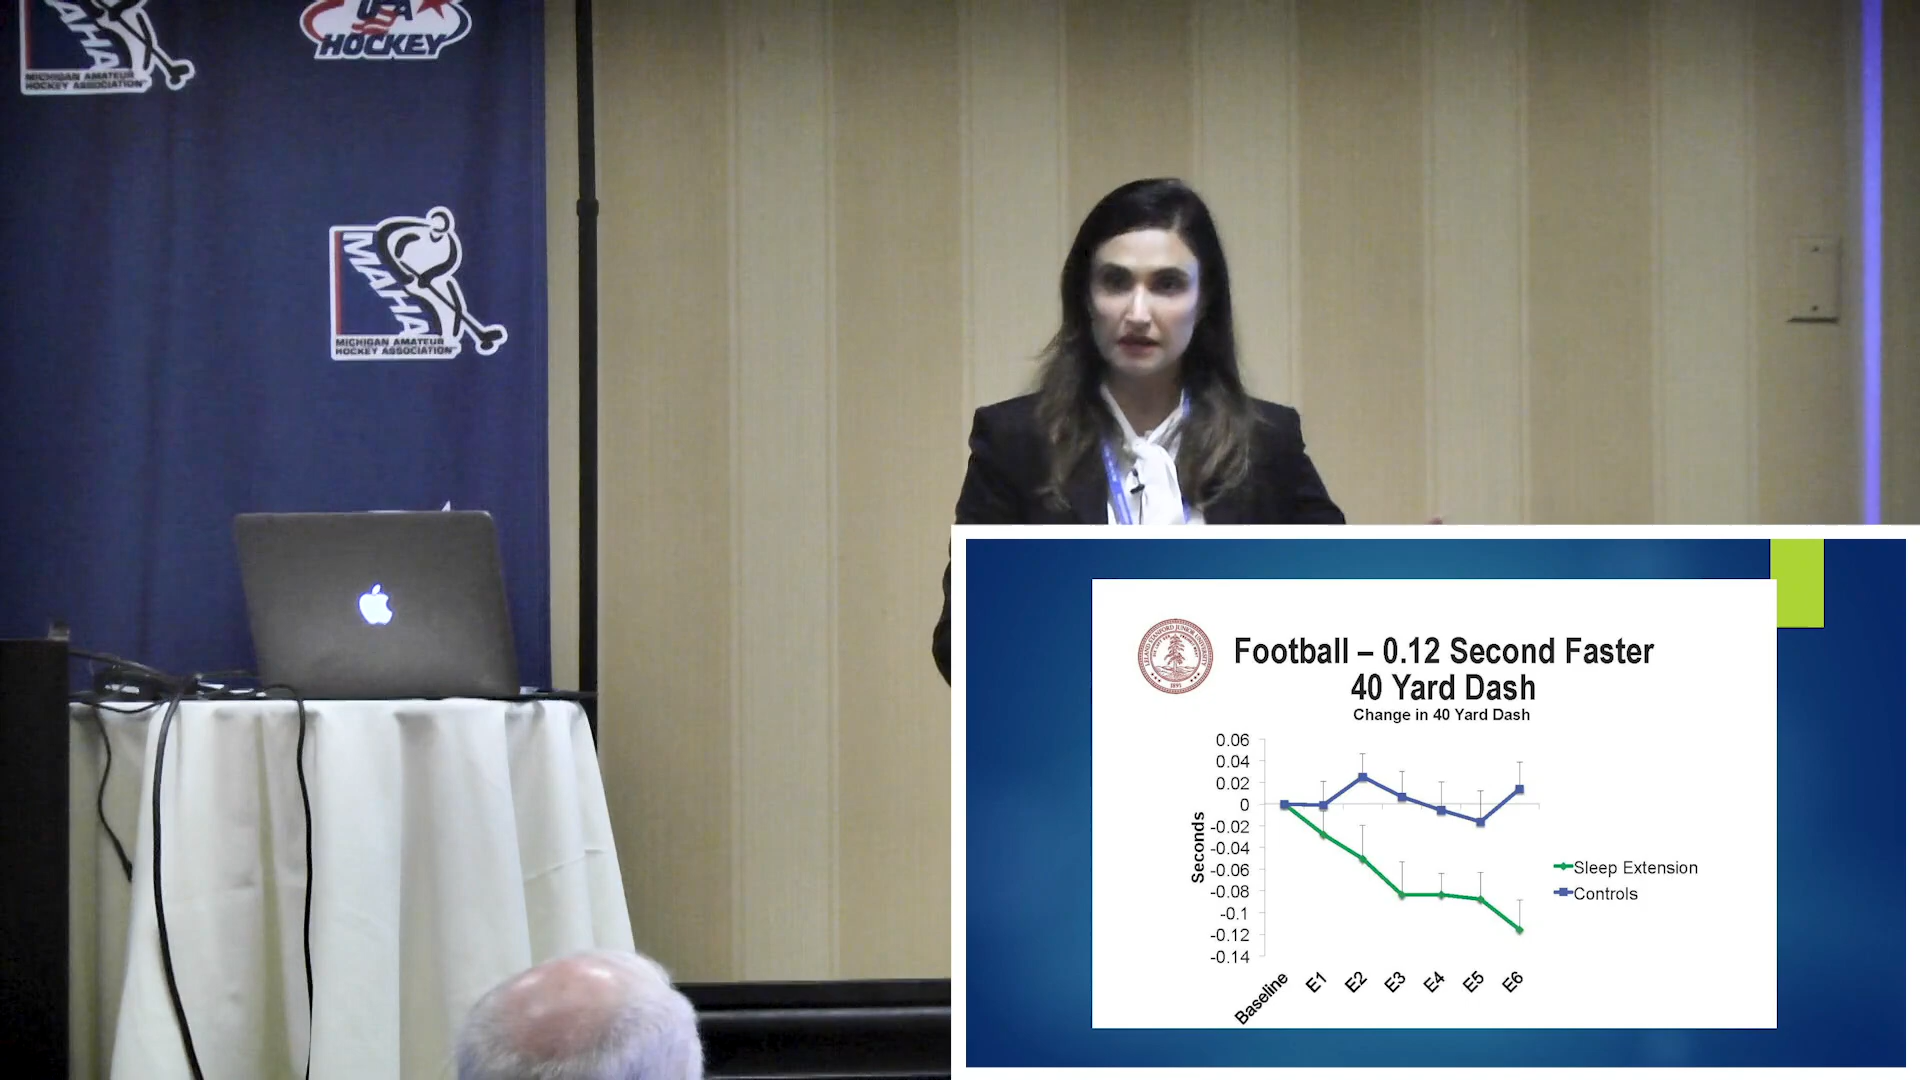 MAHA
MICHIGAN AMATEUR
HOCKEY ASSOCIATION
USA
HOCKEY
MAHA
MICHIGAN AMATEUR
HOCKEY ASSOCIATION
Football – 0.12 Second Faster
40 Yard Dash
Change in 40 Yard Dash
0.06
0.04
0.02
0
-0.02
-0.04
-0.06
-0.08
-0.1
-0.12
-0.14
Seconds
Baseline
E1
E2
E3
E4
E5
E6
Sleep Extension
Controls